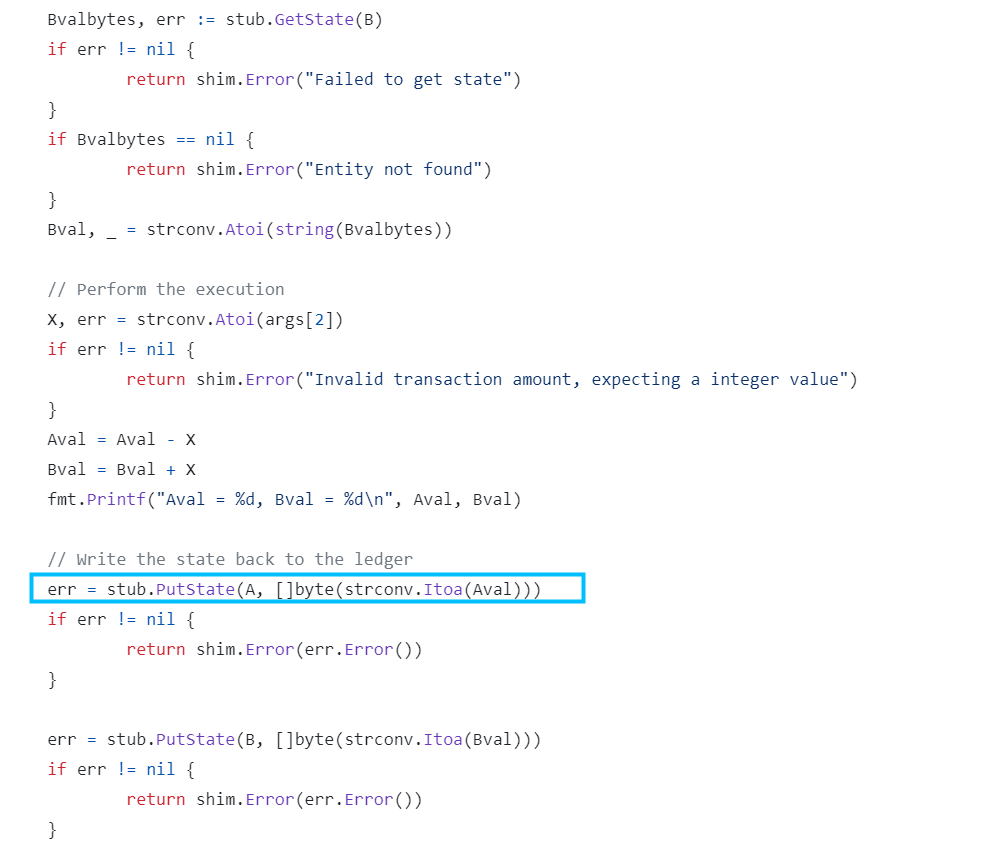 Bvalbytes, err := stub.GetState(B)
if err != nil {
return shim.Error("Failed to get state")
}
if Bvalbytes == nil {
return shim.Error("Entity not found")
}
Bval, _ = strconv.Atoi(string(Bvalbytes))
// Perform the execution
X, err = strconv.Atoi(args[2])
if err != nil {
return shim.Error("Invalid transaction amount, expecting a integer value")
}
Aval = Aval - X
Bval = Bval + X
fmt.Printf("Aval = %d, Bval = %d\n", Aval, Bval)
// Write the state back to the ledger
err = stub.PutState(A, []byte(strconv.Itoa(Aval)))
if err != nil {
return shim.Error(err.Error())
}
err = stub.PutState(B, []byte(strconv.Itoa(Bval)))
if err != nil {
return shim.Error(err.Error())
}